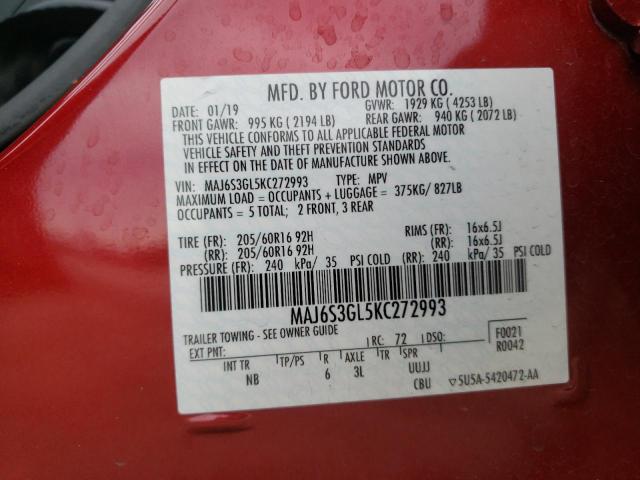 MFD. BY FORD MOTOR CO.
DATE: 01/19 GVWR: 1929 KG ( 4253 LB)
FRONT GAWR: 995 KG ( 2194 LB) REAR GAWR: 940 KG ( 2072 LB)
THIS VEHICLE CONFORMS TO ALL APPLICABLE FEDERAL MOTOR
VEHICLE SAFETY AND THEFT PREVENTION STANDARDS
IN EFFECT ON THE DATE OF MANUFACTURE SHOWN ABOVE.
VIN: MAJ6S3GL5KC272993 TYPE: MPV
MAXIMUM LOAD = OCCUPANTS + LUGGAGE = 375KG/ 827LB
OCCUPANTS = 5 TOTAL; 2 FRONT, 3 REAR
TIRE (FR): 205/60R16 92H RIMS (FR): 16x6.5J
(RR): 205/60R16 92H (RR): 16x6.5J
PRESSURE (FR): 240 kPa/ 35 PSI COLD (RR): 240 kPa/ 35 PSI COLD
MAJ6S3GL5KC272993
TRAILER TOWING - SEE OWNER GUIDE
EXT PNT: RC: 72 DSO: F0021
R0042
INT TR TP/PS R AXLE TR SPR
NB 6 3L UUJJ
CBU ▽5U5A-5420472-AA